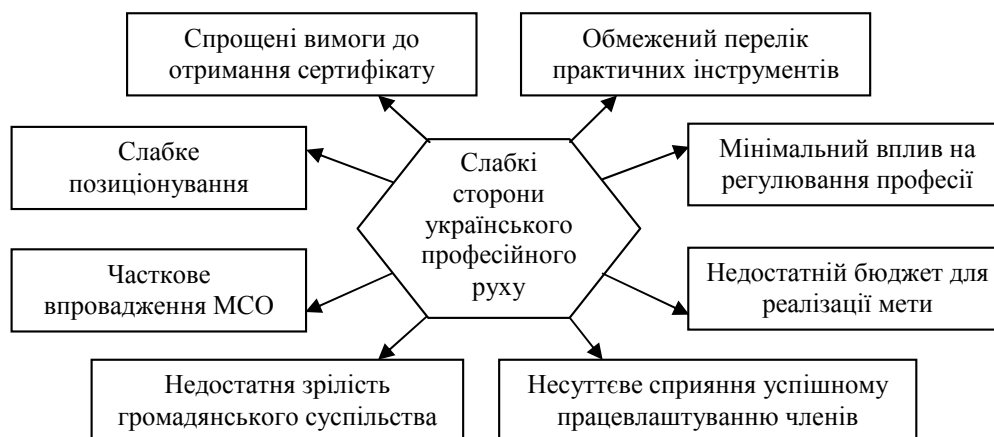 Спрощені вимоги до
отримання сертифікату
Обмежений перелік
практичних інструментів
Слабке
позиціонування
Слабкі
сторони
українського
професійного
руху
Мінімальний вплив на
регулювання професії
Часткове
впровадження МСО
Недостатній бюджет для
реалізації мети
Недостатня зрілість
громадянського суспільства
Несуттєве сприяння успішному
працевлаштуванню членів